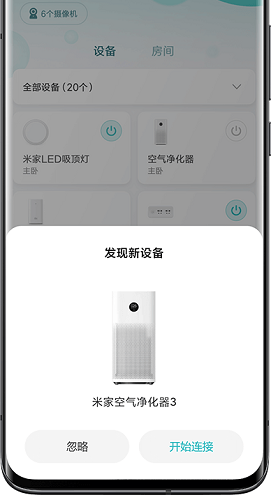 6个摄像机
设备 房间
全部设备（20个）
米家LED吸顶灯 空气净化器
主卧 主卧
发现新设备
米家空气净化器3
忽略 开始连接